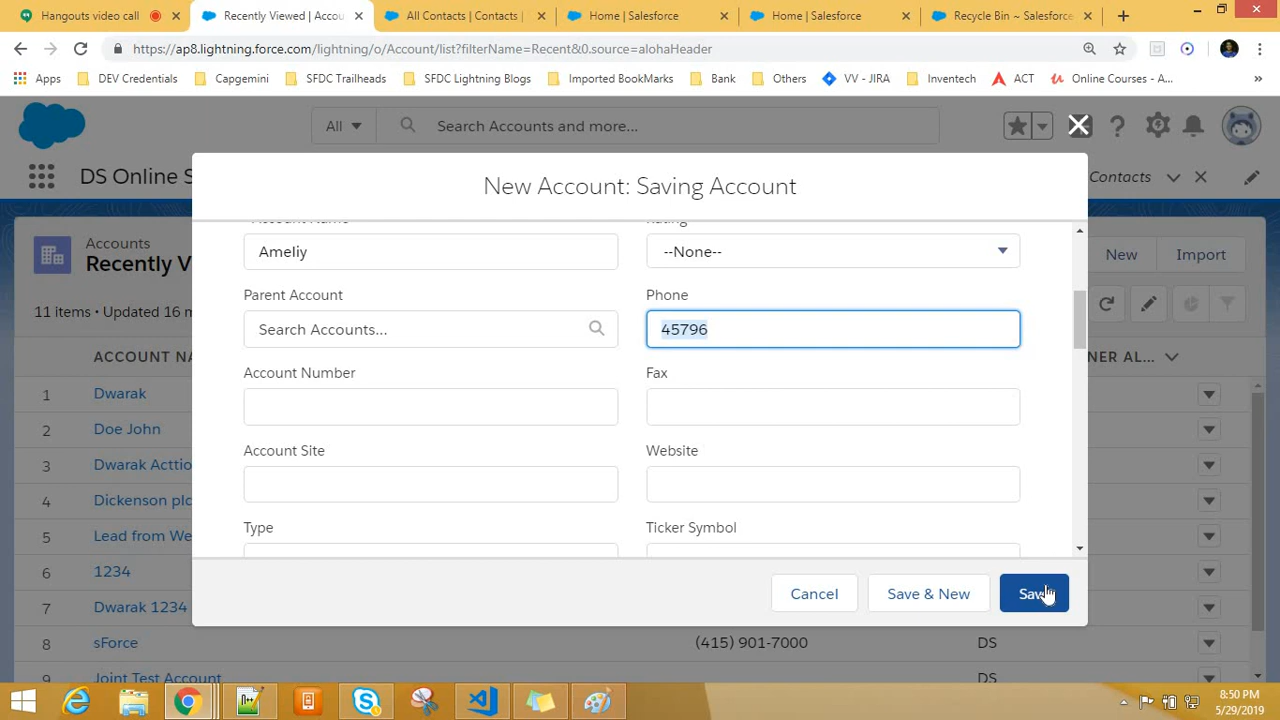 Hangouts video call
Recently Viewed | Accou
All Contacts | Contacts |
Home | Salesforce
Home | Salesforce
Recycle Bin ~ Salesforce
https://ap8.lightning.force.com/lightning/o/Account/list?filterName=Recent&0.source=alohaHeader
Apps
DEV Credentials
Capgemini
SFDC Trailheads
SFDC Lightning Blogs
Imported BookMarks
Bank
Others
VV - JIRA
Inventech
ACT
Online Courses - A...
All
Search Accounts and more...
DS Online S
Contacts
New Account: Saving Account
Accounts
Recently V
New
Import
11 items • Updated 16 m
ACCOUNT NAM
NER AL...
1 Dwarak
2 Doe John
3 Dwarak Acttio
4 Dickenson plc
5 Lead from We
6 1234
7 Dwarak 1234
8 sForce (415) 901-7000 DS
9 Joint Test Account DS
Account Name
Rating
Ameliy
--None--
Parent Account
Phone
Search Accounts...
45796
Account Number
Fax
Account Site
Website
Type
Ticker Symbol
Cancel
Save & New
Save
8:50 PM
5/29/2019